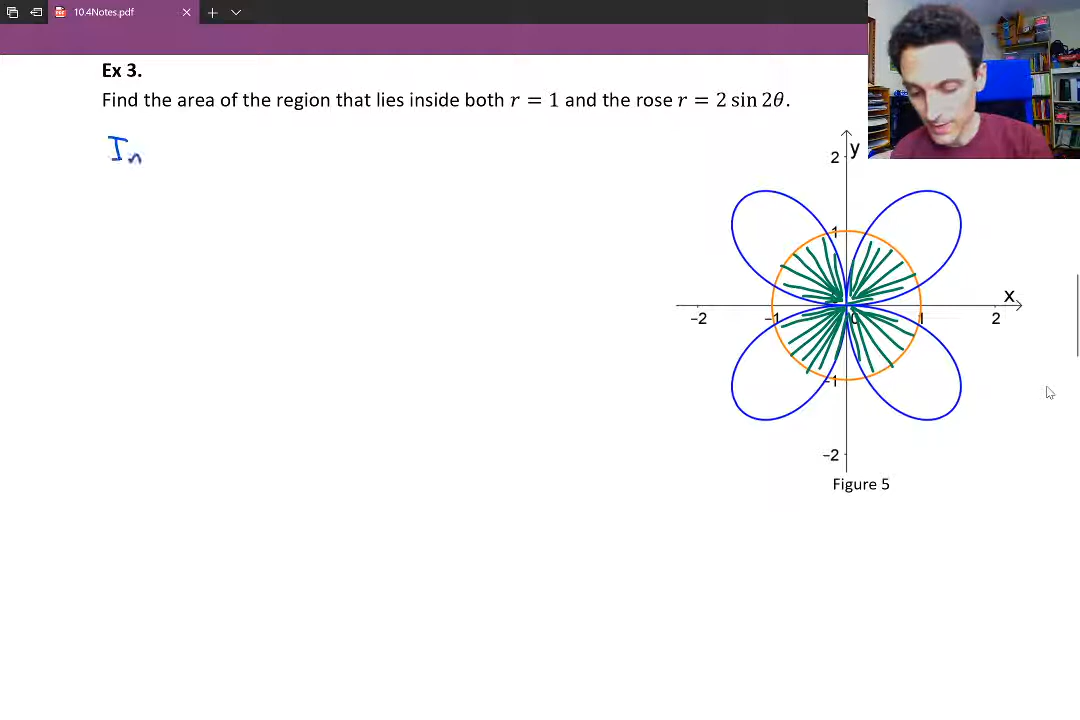 10.4Notes.pdf
Ex 3.
Find the area of the region that lies inside both r = 1 and the rose r = 2 sin 2θ.
In
y
2
1
x
−2
−1
0
1
2
−1
−2
Figure 5